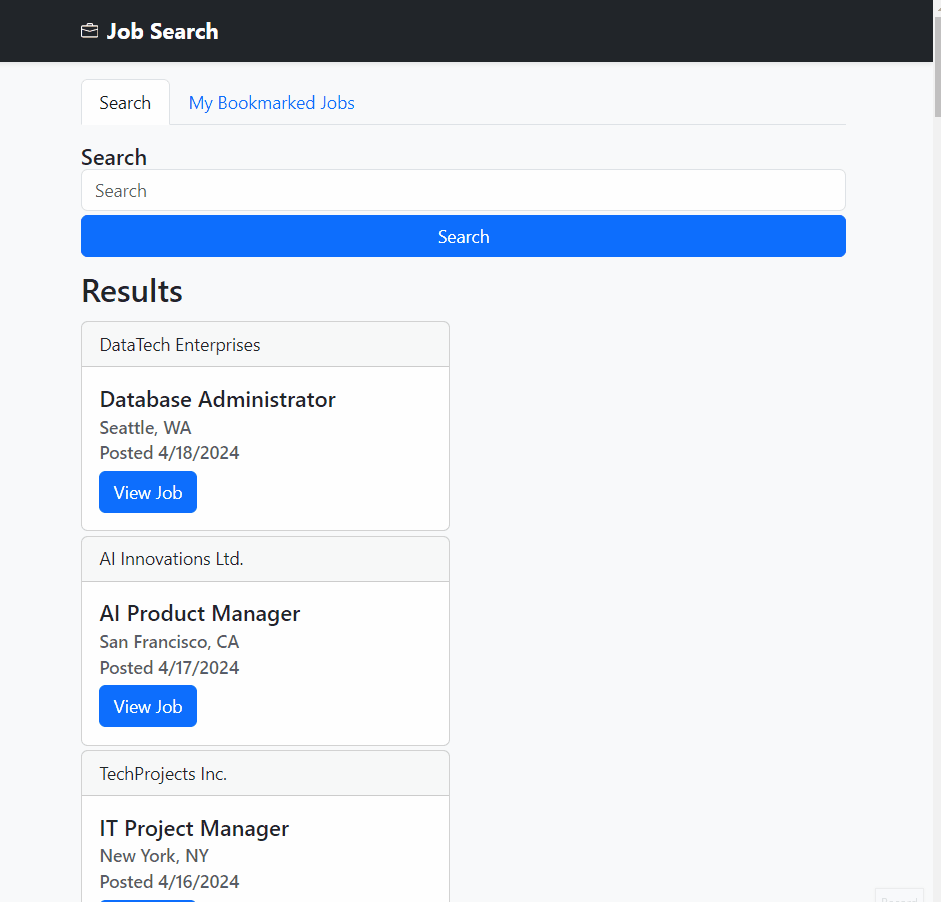 Job Search
Search
My Bookmarked Jobs
Search
Search
Search
Results
DataTech Enterprises
Database Administrator
Seattle, WA
Posted 4/18/2024
View Job
AI Innovations Ltd.
AI Product Manager
San Francisco, CA
Posted 4/17/2024
View Job
TechProjects Inc.
IT Project Manager
New York, NY
Posted 4/16/2024